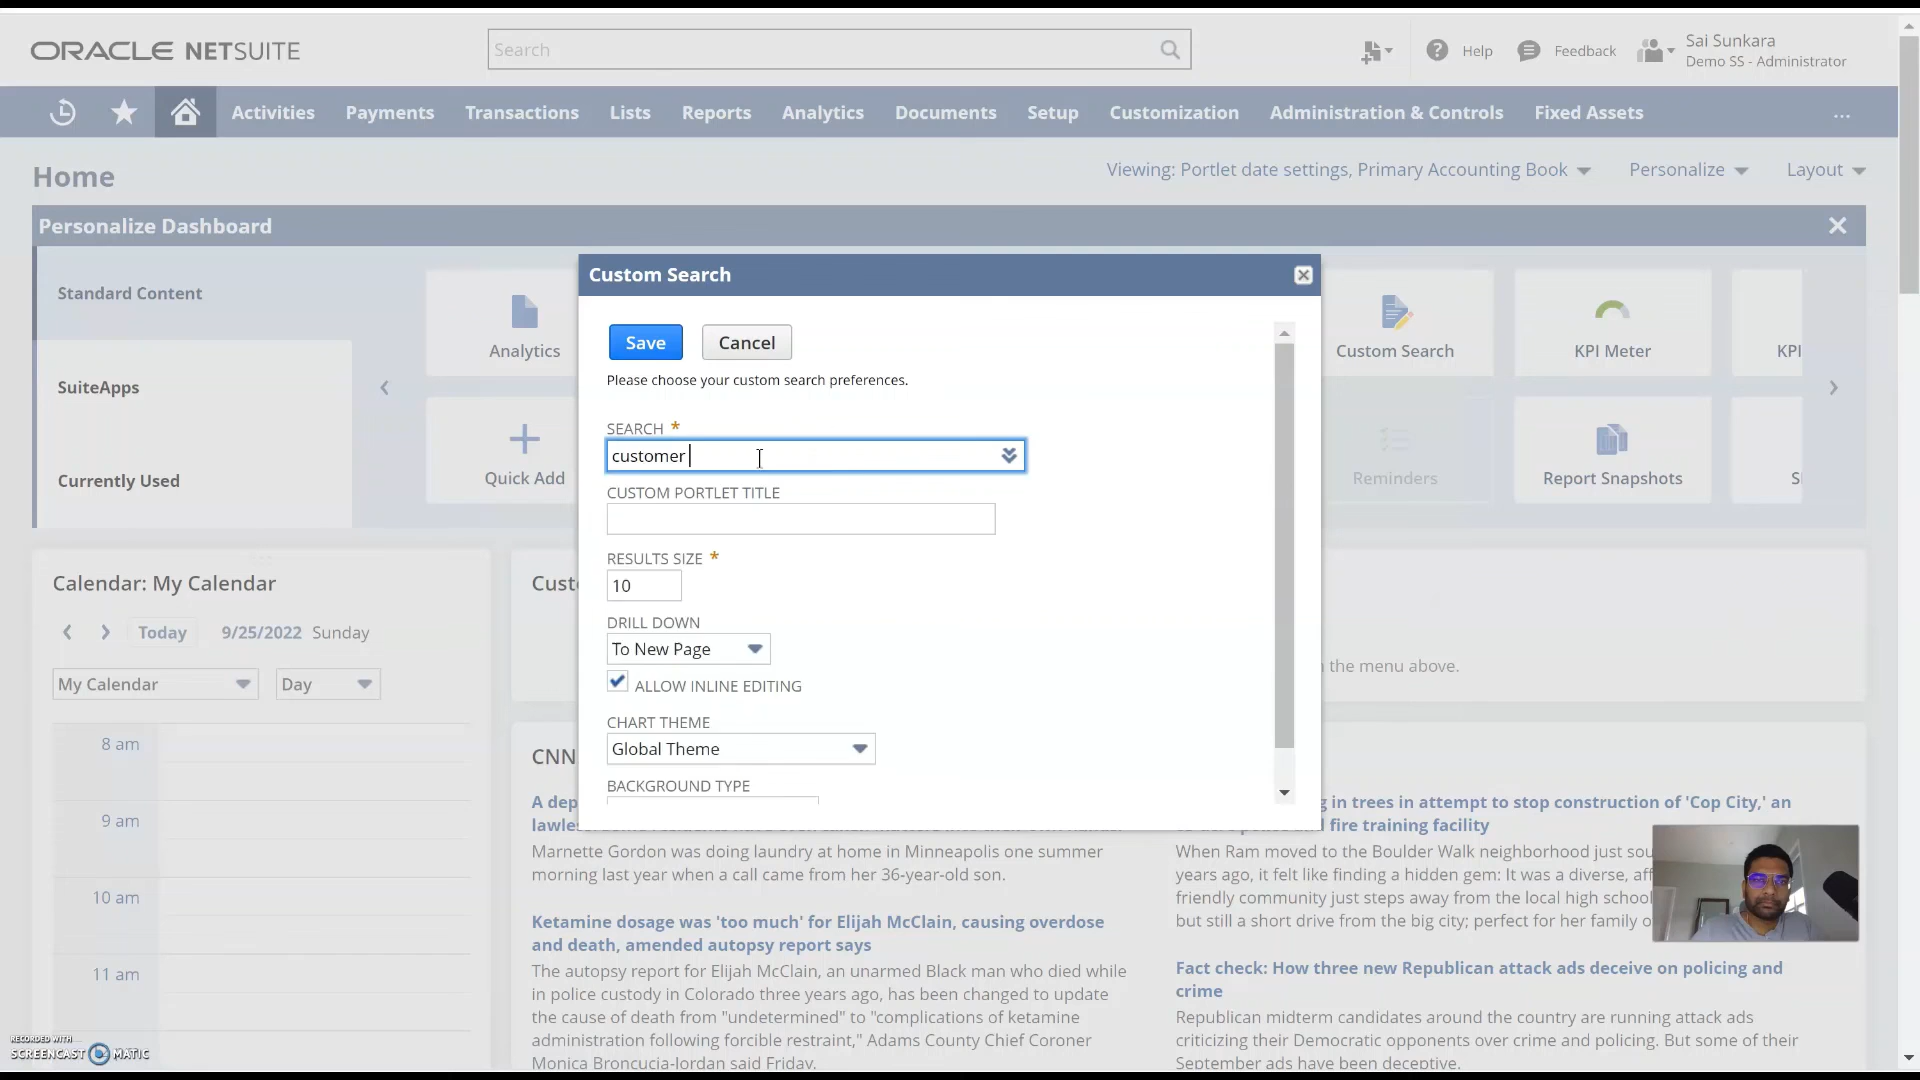 ORACLE NETSUITE
Search
Help
Feedback
Sai Sunkara
Demo SS - Administrator
Activities
Payments
Transactions
Lists
Reports
Analytics
Documents
Setup
Customization
Administration & Controls
Fixed Assets
...
Home
Viewing: Portlet date settings, Primary Accounting Book
Personalize
Layout
Personalize Dashboard
Standard Content
SuiteApps
Currently Used
Analytics
Quick Add
Custom Search
KPI Meter
KPI
Reminders
Report Snapshots
Custom Search
Save
Cancel
Please choose your custom search preferences.
SEARCH *
customer
CUSTOM PORTLET TITLE
RESULTS SIZE *
10
DRILL DOWN
To New Page
ALLOW INLINE EDITING
CHART THEME
Global Theme
BACKGROUND TYPE
Calendar: My Calendar
Today
9/25/2022 Sunday
My Calendar
Day
8 am
9 am
10 am
11 am
Custo
the menu above.
CNN
A dep
lawles
Marnette Gordon was doing laundry at home in Minneapolis one summer
morning last year when a call came from her 36-year-old son.
Ketamine dosage was 'too much' for Elijah McClain, causing overdose
and death, amended autopsy report says
The autopsy report for Elijah McClain, an unarmed Black man who died while
in police custody in Colorado three years ago, has been changed to update
the cause of death from "undetermined" to "complications of ketamine
administration following forcible restraint," Adams County Chief Coroner
Monica Broncucia-Jordan said Friday.
in trees in attempt to stop construction of 'Cop City,' an
fire training facility
When Ram moved to the Boulder Walk neighborhood just sou
years ago, it felt like finding a hidden gem: It was a diverse, aff
friendly community just steps away from the local high school
but still a short drive from the big city; perfect for her family o
Fact check: How three new Republican attack ads deceive on policing and
crime
Republican midterm candidates around the country are running attack ads
criticizing their Democratic opponents over crime and policing. But some of their
September ads have been deceptive.
RECORDED WITH
SCREENCAST MATIC